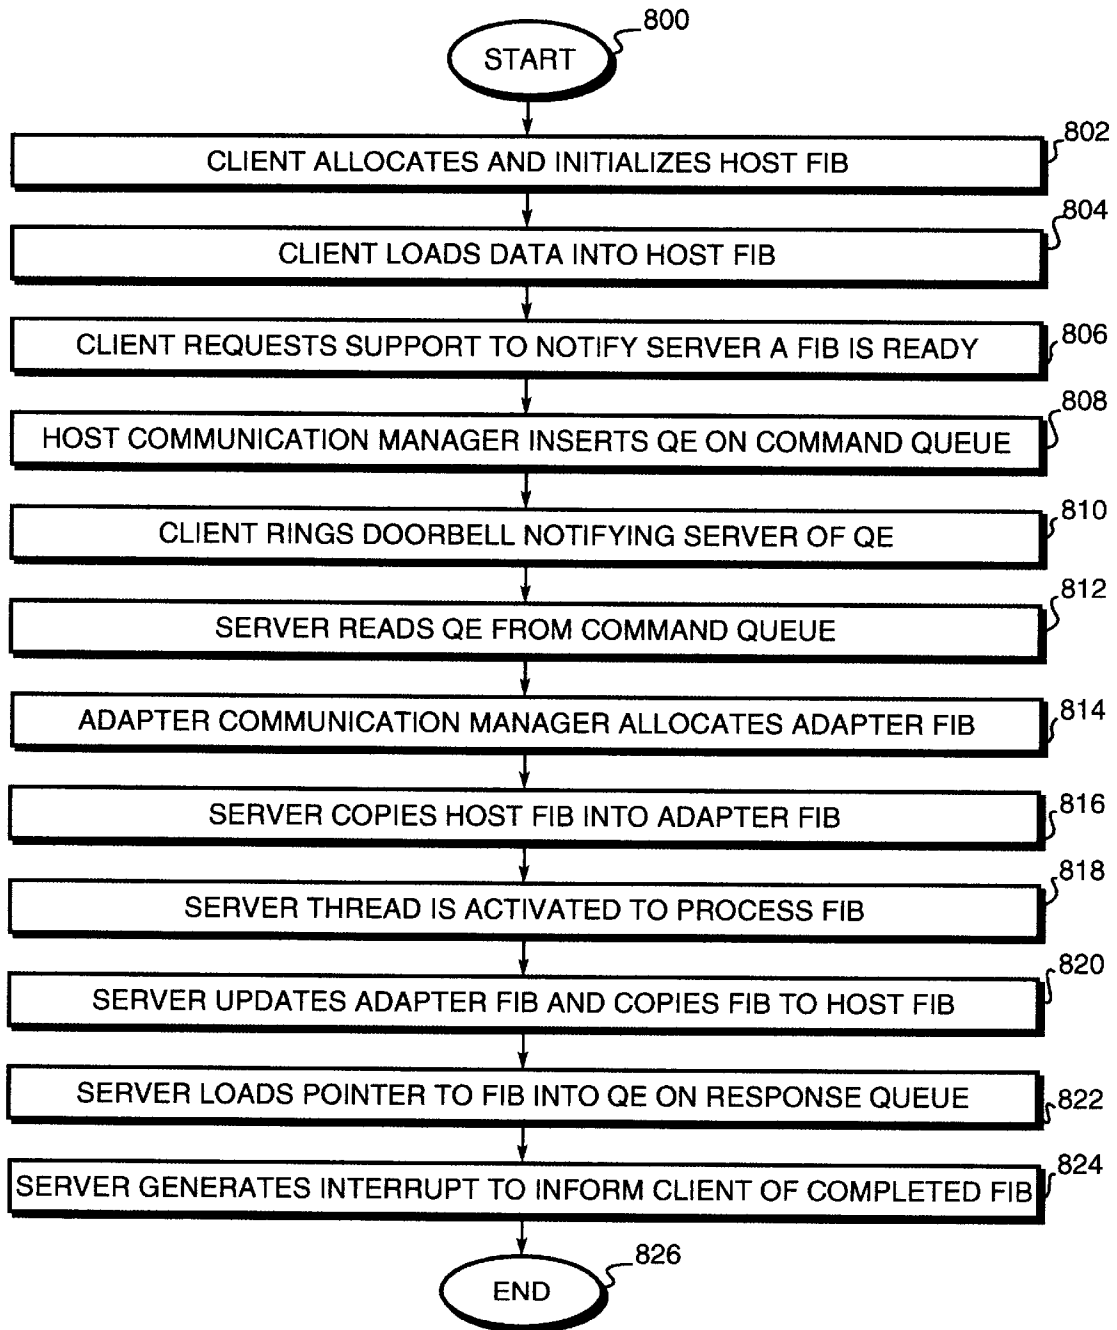 START
800
CLIENT ALLOCATES AND INITIALIZES HOST FIB
802
CLIENT LOADS DATA INTO HOST FIB
804
CLIENT REQUESTS SUPPORT TO NOTIFY SERVER A FIB IS READY
806
HOST COMMUNICATION MANAGER INSERTS QE ON COMMAND QUEUE
808
CLIENT RINGS DOORBELL NOTIFYING SERVER OF QE
810
SERVER READS QE FROM COMMAND QUEUE
812
ADAPTER COMMUNICATION MANAGER ALLOCATES ADAPTER FIB
814
SERVER COPIES HOST FIB INTO ADAPTER FIB
816
SERVER THREAD IS ACTIVATED TO PROCESS FIB
818
SERVER UPDATES ADAPTER FIB AND COPIES FIB TO HOST FIB
820
SERVER LOADS POINTER TO FIB INTO QE ON RESPONSE QUEUE
822
SERVER GENERATES INTERRUPT TO INFORM CLIENT OF COMPLETED FIB
824
END
826